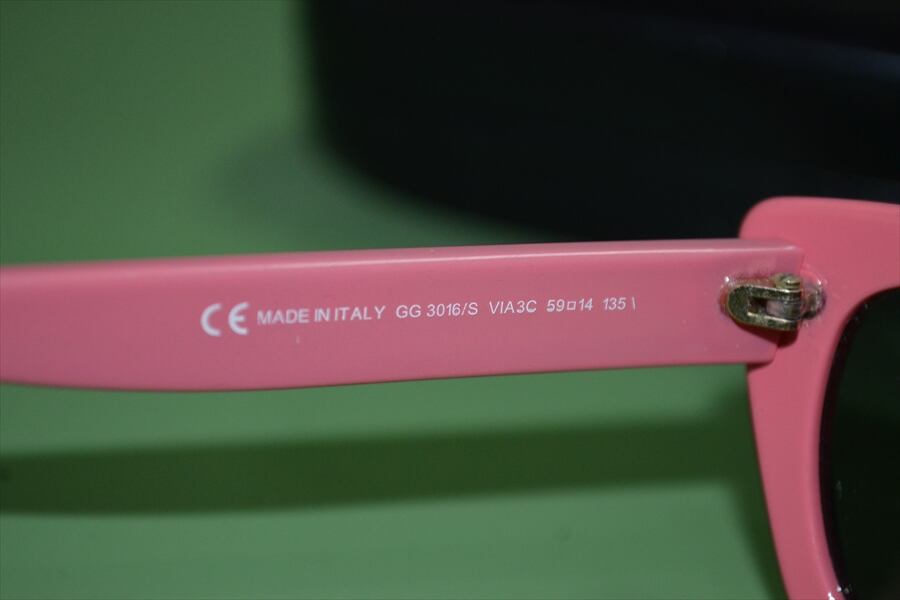 CE MADE IN ITALY GG 3016/S VIA3C 59□14 135 \